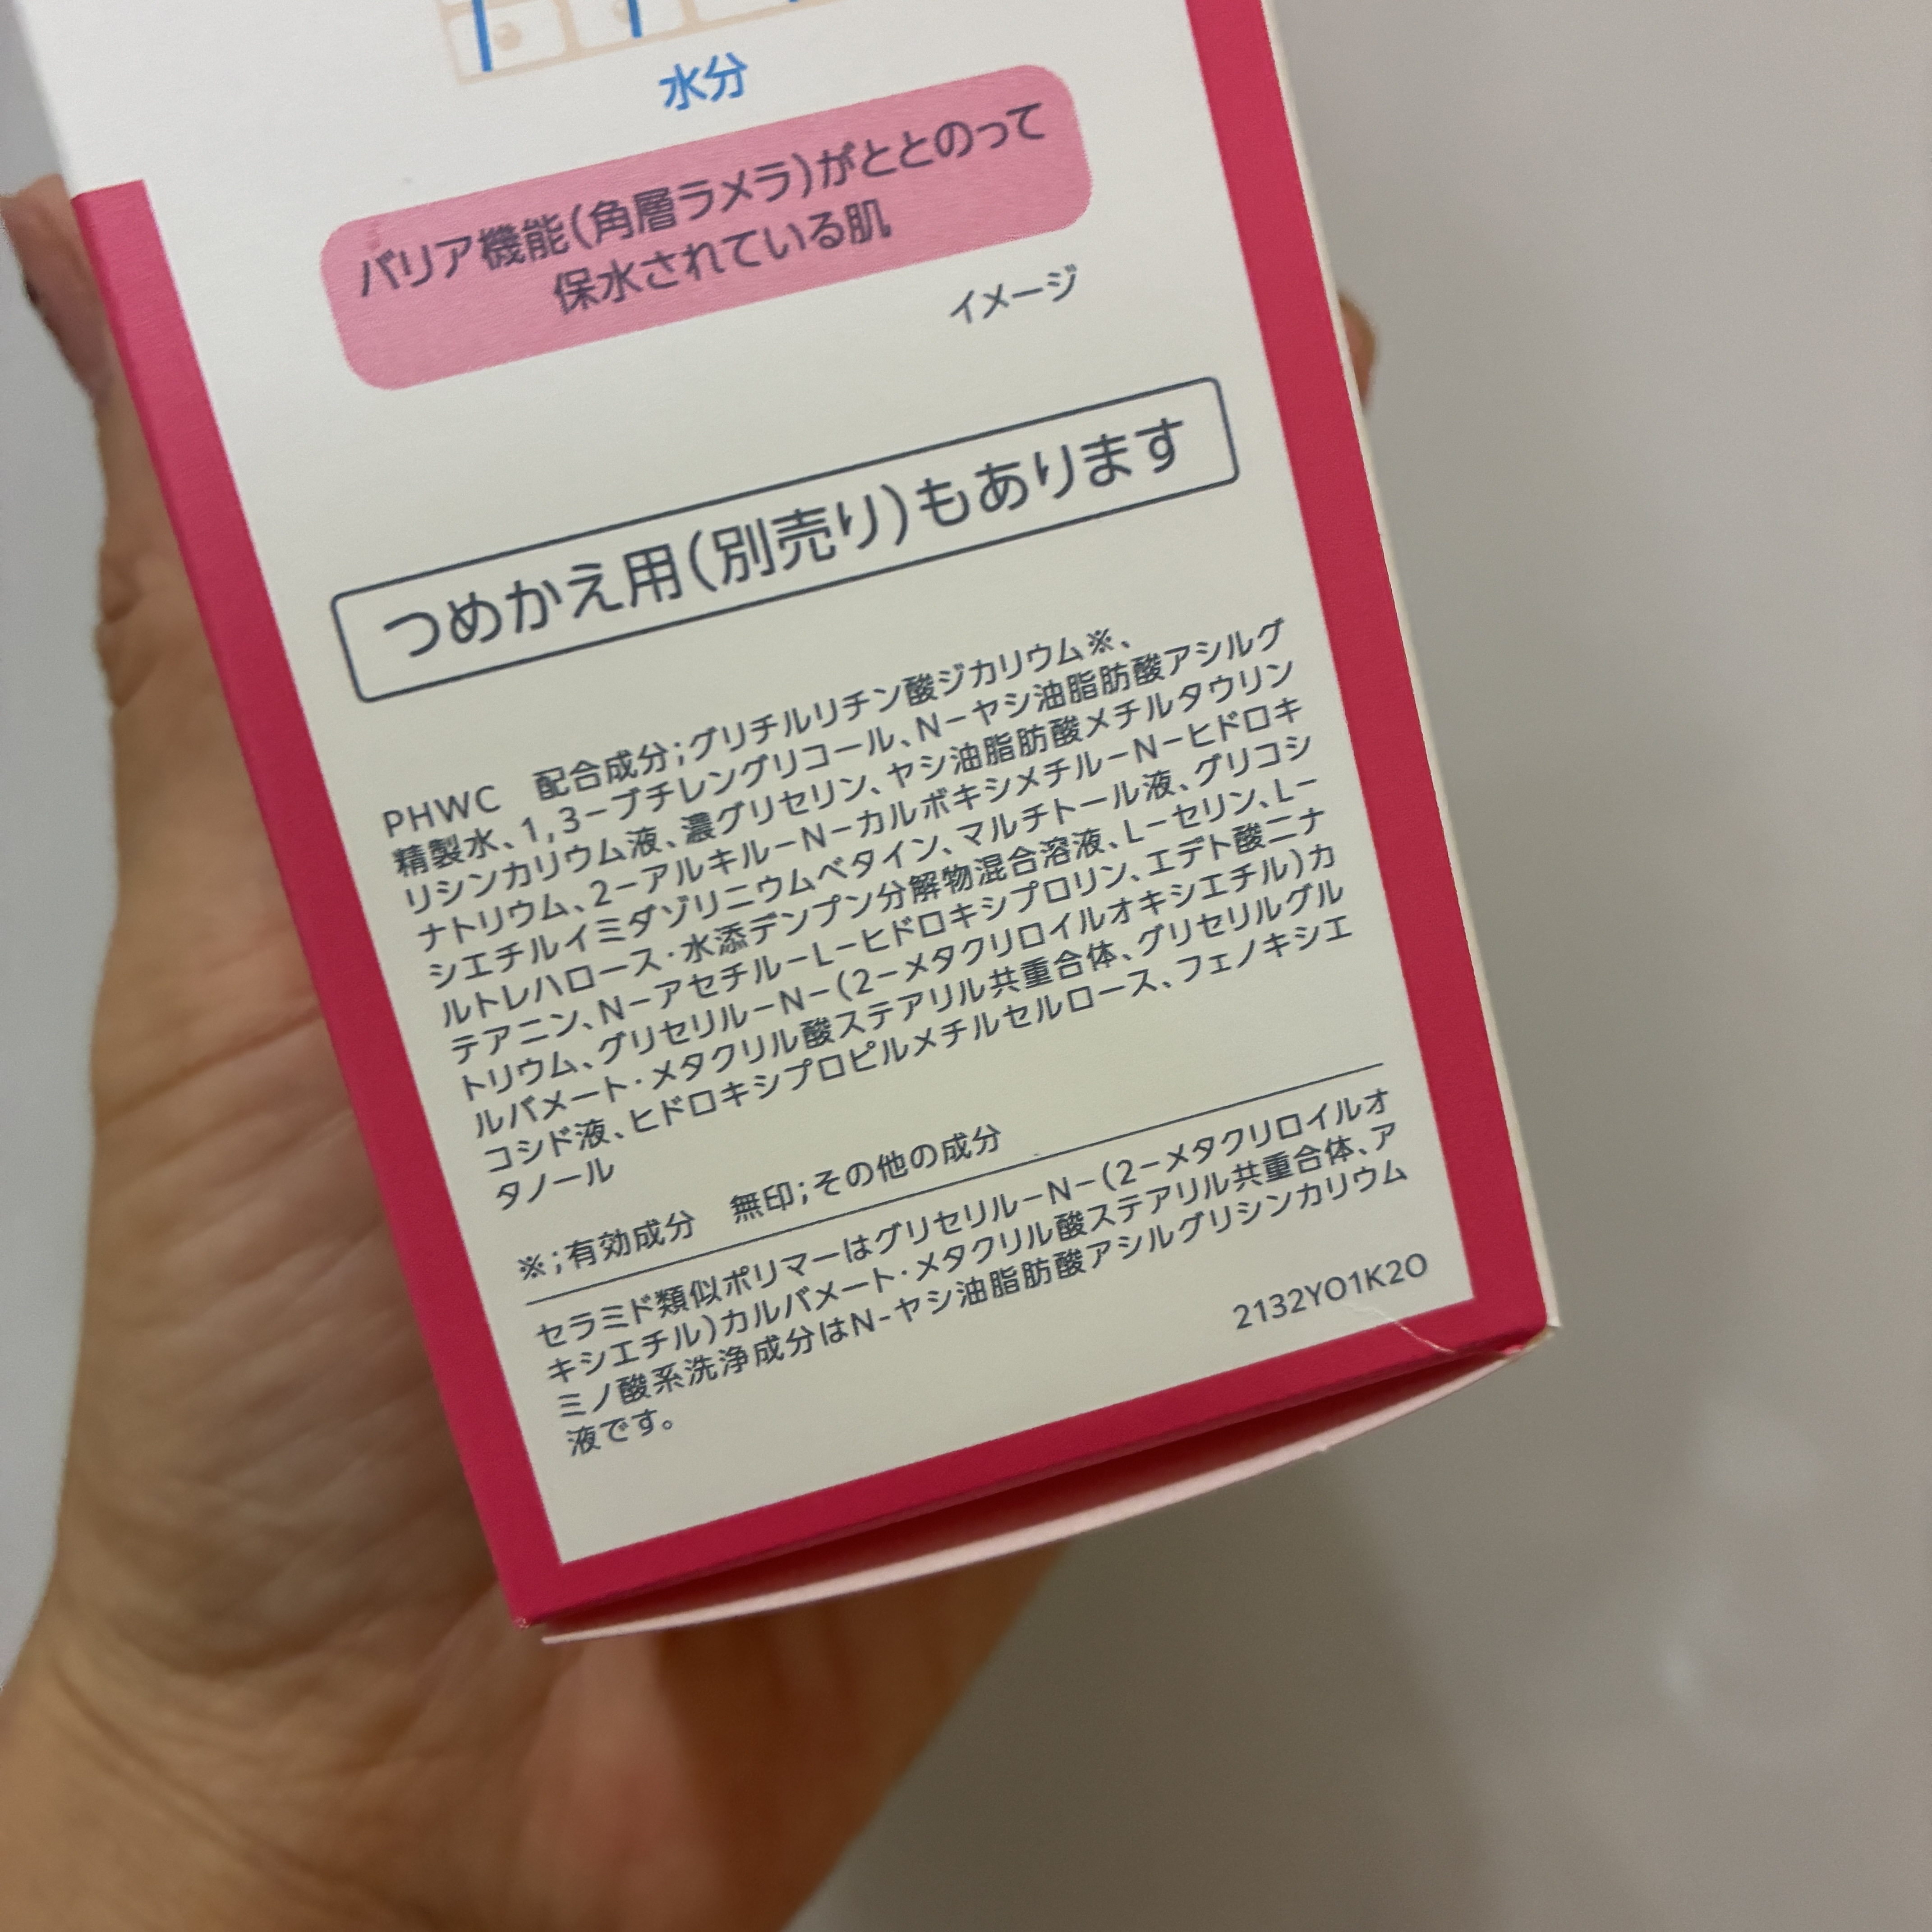 水分
バリア機能(角層ラメラ)がととのって
保水されている肌
イメージ
つめかえ用(別売り)もあります
PHWC 配合成分;グリチルリチン酸ジカリウム※、
精製水、1,3-ブチレングリコール、N-ヤシ油脂肪酸アシルグ
リシンカリウム液、濃グリセリン、ヤシ油脂肪酸メチルタウリン
ナトリウム、2-アルキル-N-カルボキシメチル-N-ヒドロキ
シエチルイミダゾリニウムベタイン、マルチトール液、グリコシ
ルトレハロース・水添デンプン分解物混合溶液、L-セリン、L-
テアニン、N-アセチル-L-ヒドロキシプロリン、エデト酸二ナ
トリウム、グリセリル-N-(2-メタクリロイルオキシエチル)カ
ルバメート・メタクリル酸ステアリル共重合体、グリセリルグル
コシド液、ヒドロキシプロピルメチルセルロース、フェノキシエ
タノール
※;有効成分 無印;その他の成分
セラミド類似ポリマーはグリセリル-N-(2-メタクリロイルオ
キシエチル)カルバメート・メタクリル酸ステアリル共重合体、ア
ミノ酸系洗浄成分はN-ヤシ油脂肪酸アシルグリシンカリウム
液です。
2132YO1K2O